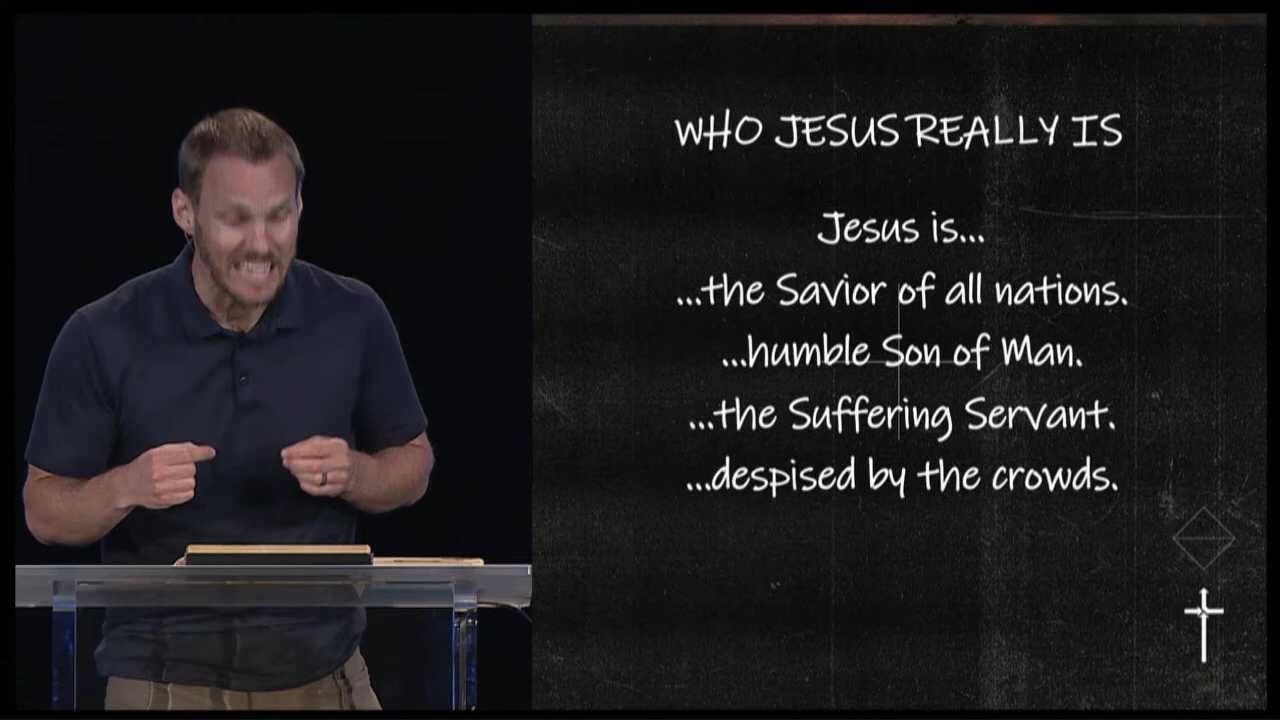 WHO JESUS REALLY IS
Jesus is...
...the Savior of all nations.
...humble Son of Man.
...the Suffering Servant.
...despised by the crowds.